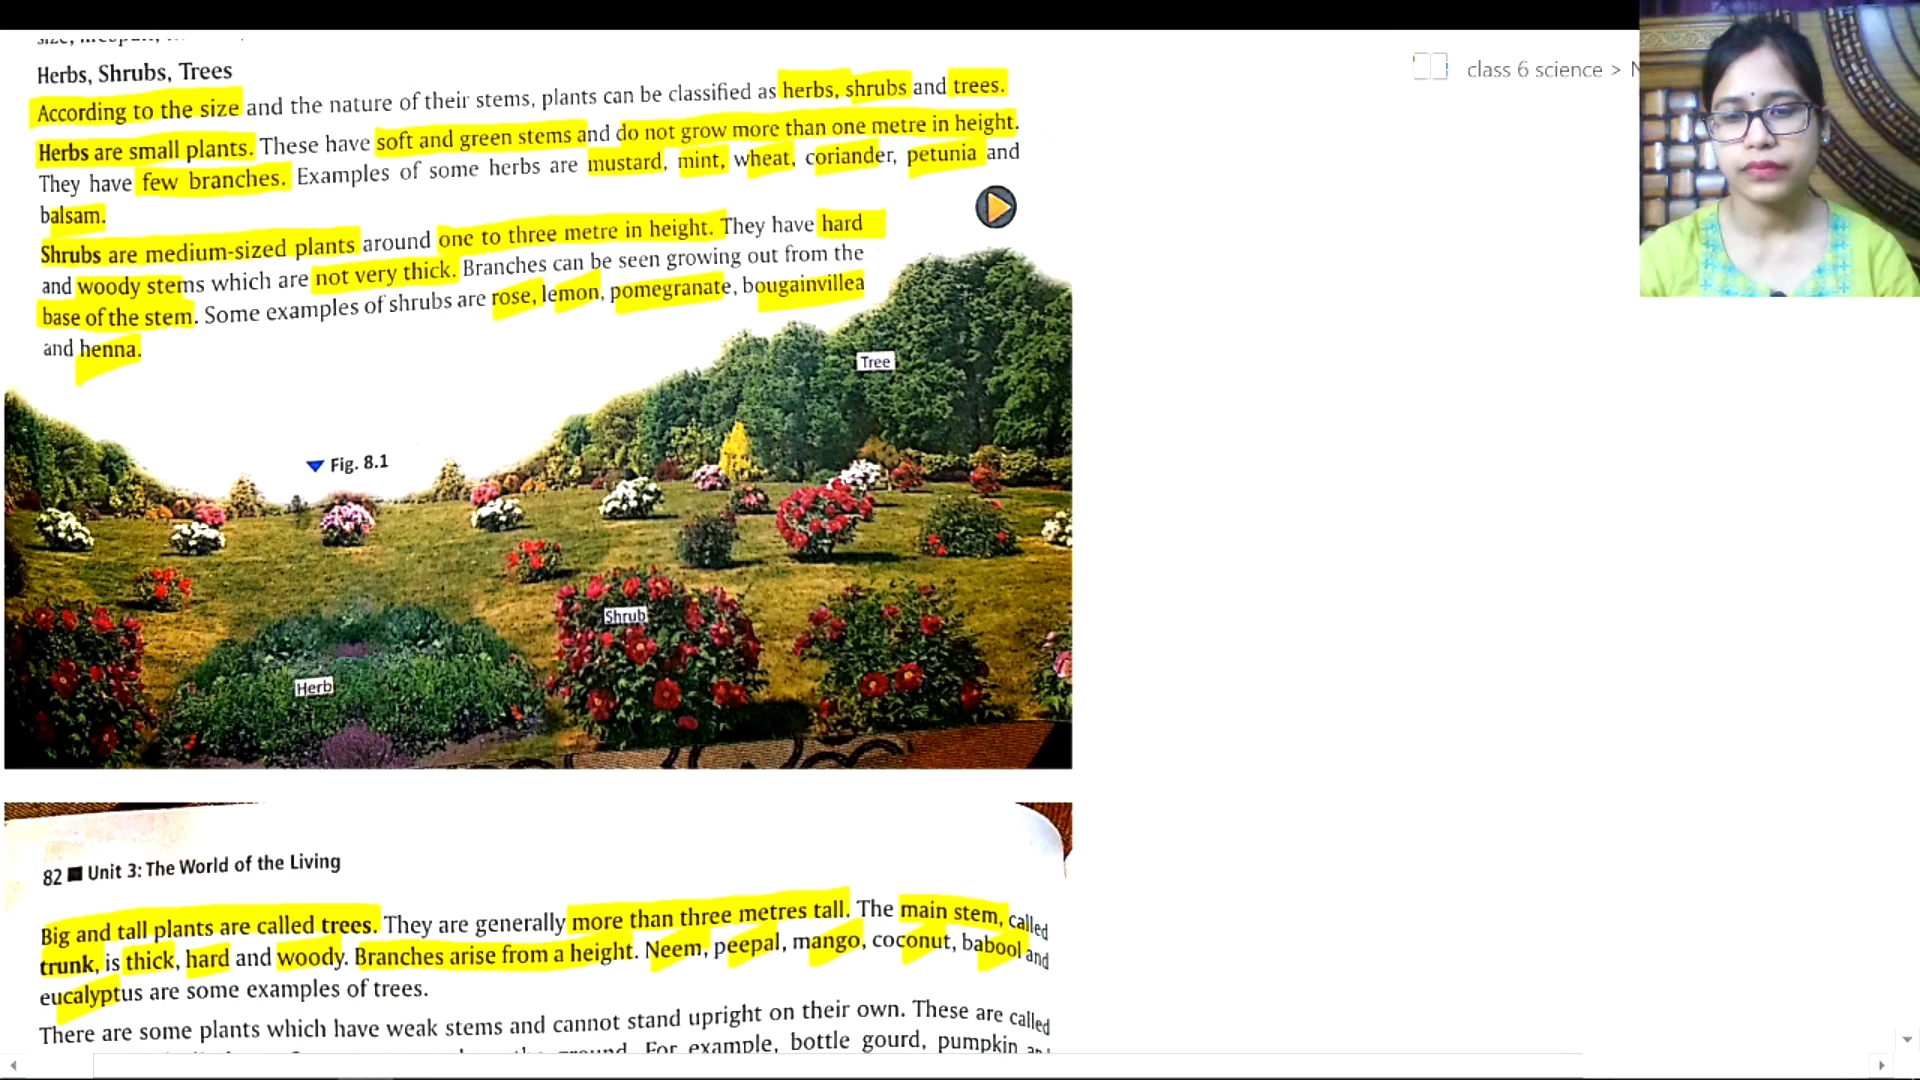 Herbs, Shrubs, Trees
According to the size and the nature of their stems, plants can be classified as herbs, shrubs and trees.
Herbs are small plants. These have soft and green stems and do not grow more than one metre in height.
They have few branches. Examples of some herbs are mustard, mint, wheat, coriander, petunia and
balsam.
Shrubs are medium-sized plants around one to three metre in height. They have hard
and woody stems which are not very thick. Branches can be seen growing out from the
base of the stem. Some examples of shrubs are rose, lemon, pomegranate, bougainvillea
and henna.
Tree
Fig. 8.1
Shrub
Herb
82 ■ Unit 3: The World of the Living
Big and tall plants are called trees. They are generally more than three metres tall. The main stem, called
trunk, is thick, hard and woody. Branches arise from a height. Neem, peepal, mango, coconut, babool and
eucalyptus are some examples of trees.
There are some plants which have weak stems and cannot stand upright on their own. These are called
ground. For example, bottle gourd, pumpkin
class 6 science >